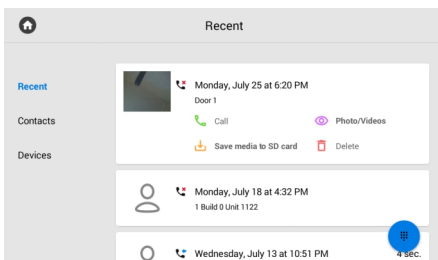 Recent
Recent
Contacts
Devices
Monday, July 25 at 6:20 PM
Door 1
Call
Photo/Videos
Save media to SD card
Delete
Monday, July 18 at 4:32 PM
1 Build 0 Unit 1122
Wednesday, July 13 at 10:51 PM
4 sec.